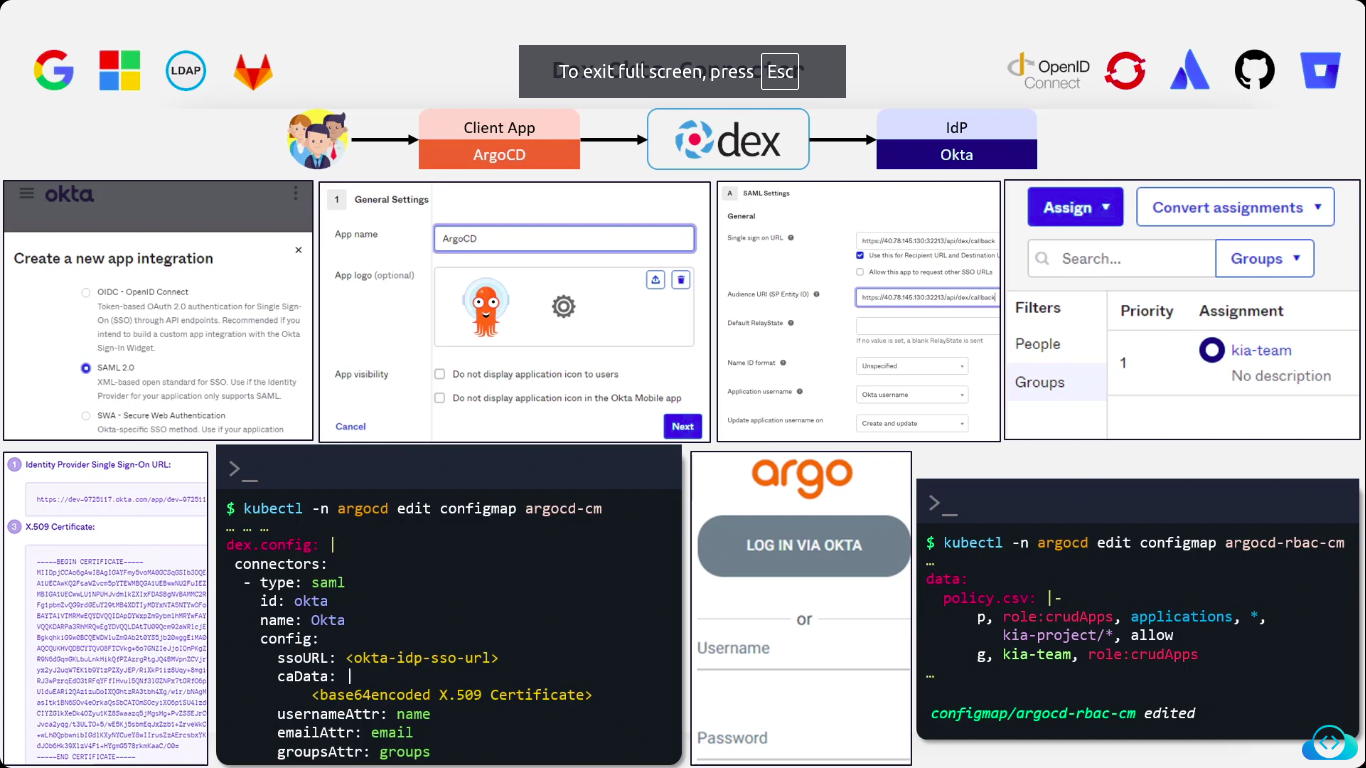 LDAP
To exit full screen, press Esc
OpenID
Connect
Client App
ArgoCD
dex
IdP
Okta
okta
Create a new app integration
OIDC - OpenID Connect
Token-based OAuth 2.0 authentication for Single Sign-
On (SSO) through API endpoints. Recommended if you
intend to build a custom app integration with the Okta
Sign-In Widget.
SAML 2.0
XML-based open standard for SSO. Use if the Identity
Provider for your application only supports SAML.
SWA - Secure Web Authentication
Okta-specific SSO method. Use if your application
1 General Settings
App name
ArgoCD
App logo (optional)
App visibility
Do not display application icon to users
Do not display application icon in the Okta Mobile app
Cancel
Next
A SAML Settings
General
Single sign on URL
https://40.78.145.130:32213/api/dex/callback
Use this for Recipient URL and Destination U
Allow this app to request other SSO URLs
Audience URI (SP Entity ID)
https://40.78.145.130:32213/api/dex/callback
Default RelayState
If no value is set, a blank RelayState is sent
Name ID format
Unspecified
Application username
Okta username
Update application username on
Create and update
Assign
Convert assignments
Search...
Groups
Filters
Priority
Assignment
People
Groups
1
kia-team
No description
1 Identity Provider Single Sign-On URL:
https://dev-9725117.okta.com/app/dev-972511
3 X.509 Certificate:
-----BEGIN CERTIFICATE-----
-----END CERTIFICATE-----
>_
$ kubectl -n argocd edit configmap argocd-cm
… … …
dex.config: |
connectors:
- type: saml
id: okta
name: Okta
config:
ssoURL: <okta-idp-sso-url>
caData: |
<base64encoded X.509 Certificate>
usernameAttr: name
emailAttr: email
groupsAttr: groups
argo
LOG IN VIA OKTA
or
Username
Password
>_
$ kubectl -n argocd edit configmap argocd-rbac-cm
…
data:
policy.csv: |-
p, role:crudApps, applications, *,
kia-project/*, allow
g, kia-team, role:crudApps
…
configmap/argocd-rbac-cm edited